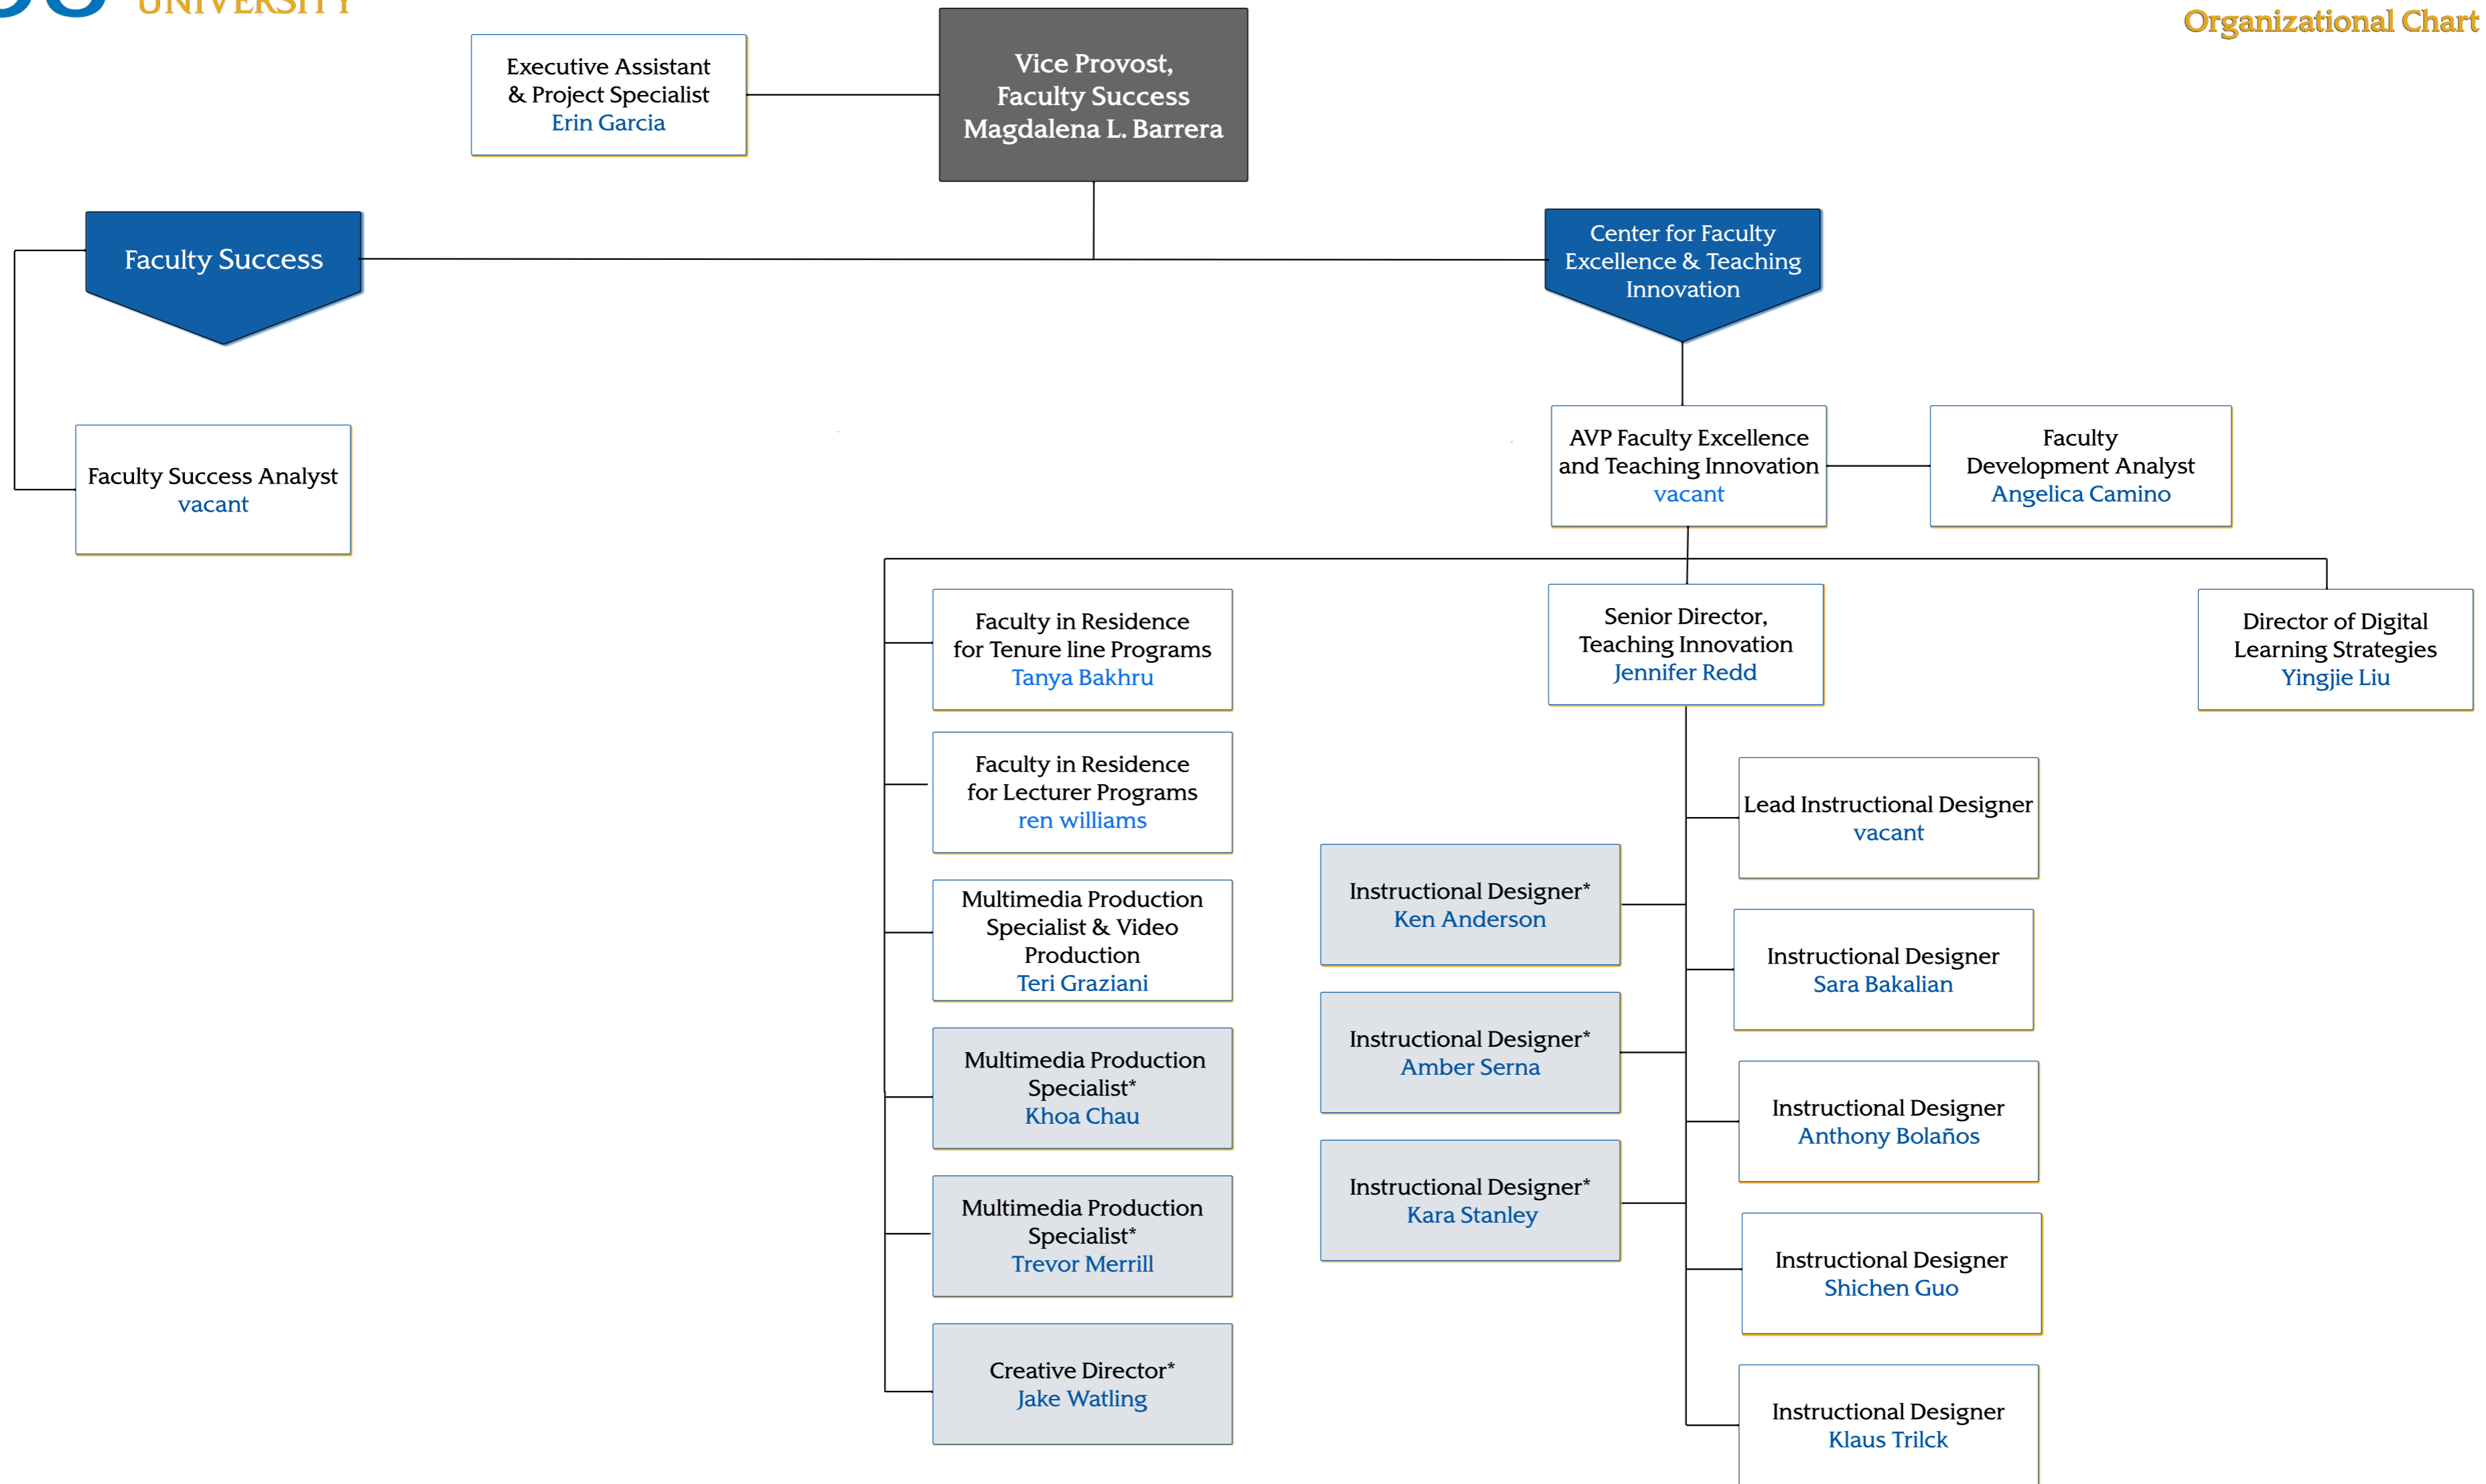 UNIVERSITY
Organizational Chart
Executive Assistant
& Project Specialist
Erin Garcia
Vice Provost,
Faculty Success
Magdalena L. Barrera
Faculty Success
Center for Faculty
Excellence & Teaching
Innovation
Faculty Success Analyst
vacant
AVP Faculty Excellence
and Teaching Innovation
vacant
Faculty
Development Analyst
Angelica Camino
Faculty in Residence
for Tenure line Programs
Tanya Bakhru
Senior Director,
Teaching Innovation
Jennifer Redd
Director of Digital
Learning Strategies
Yingjie Liu
Faculty in Residence
for Lecturer Programs
ren williams
Multimedia Production
Specialist & Video
Production
Teri Graziani
Multimedia Production
Specialist*
Khoa Chau
Multimedia Production
Specialist*
Trevor Merrill
Creative Director*
Jake Watling
Instructional Designer*
Ken Anderson
Instructional Designer*
Amber Serna
Instructional Designer*
Kara Stanley
Lead Instructional Designer
vacant
Instructional Designer
Sara Bakalian
Instructional Designer
Anthony Bolaños
Instructional Designer
Shichen Guo
Instructional Designer
Klaus Trilck